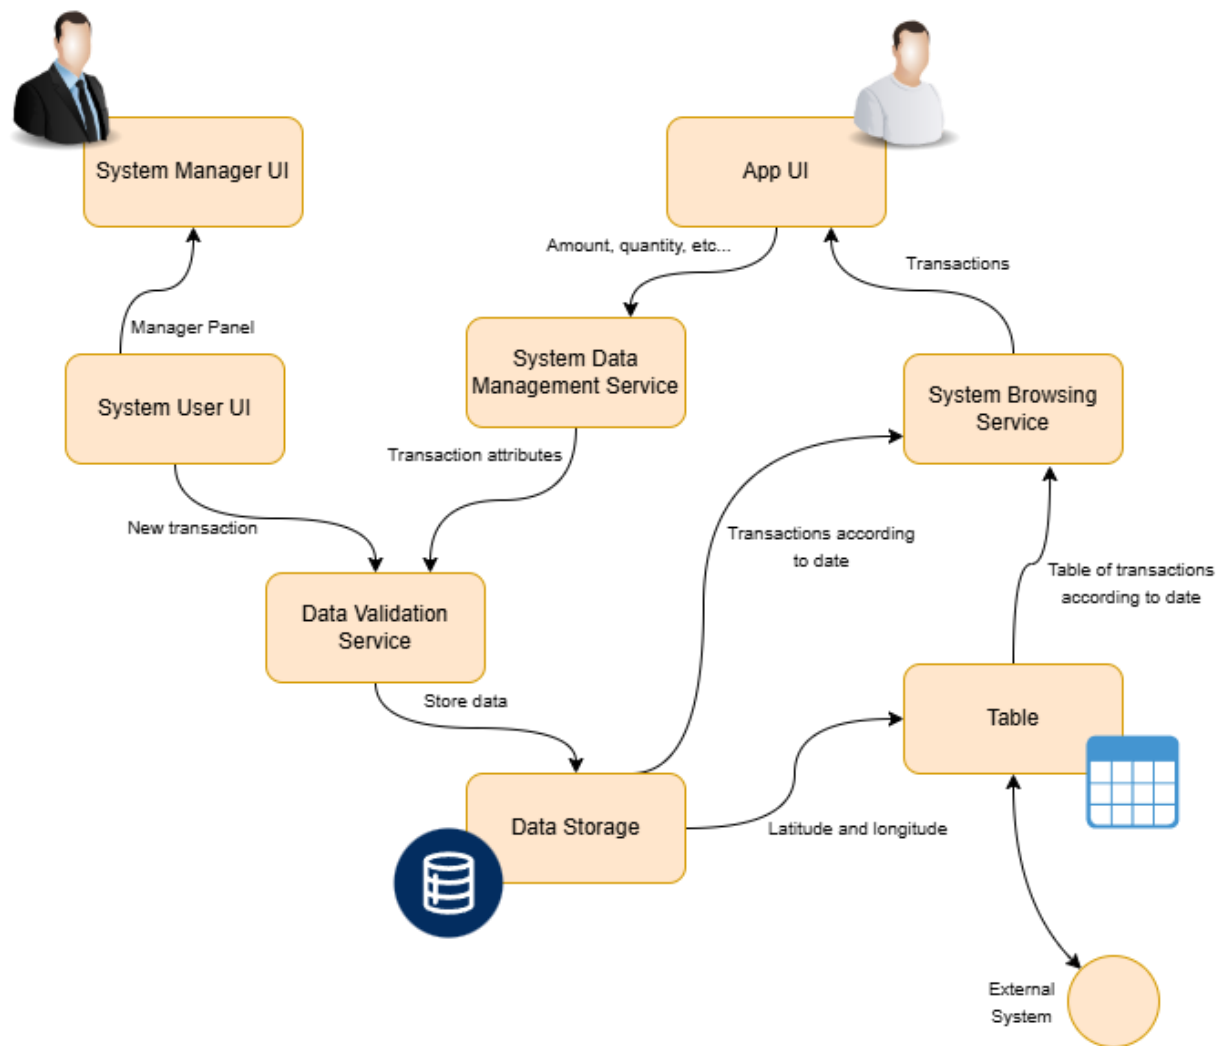 System Manager UI
App UI
Amount, quantity, etc...
Transactions
Manager Panel
System Data
Management Service
System User UI
System Browsing
Service
Transaction attributes
New transaction
Transactions according
to date
Table of transactions
according to date
Data Validation
Service
Store data
Table
Data Storage
Latitude and longitude
External
System